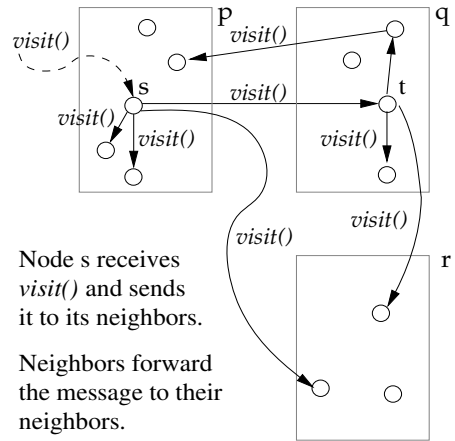 p
q
visit()
visit()
s
t
visit()
visit()
visit()
visit()
visit()
visit()
r
Node s receives
visit() and sends
it to its neighbors.
Neighbors forward
the message to their
neighbors.